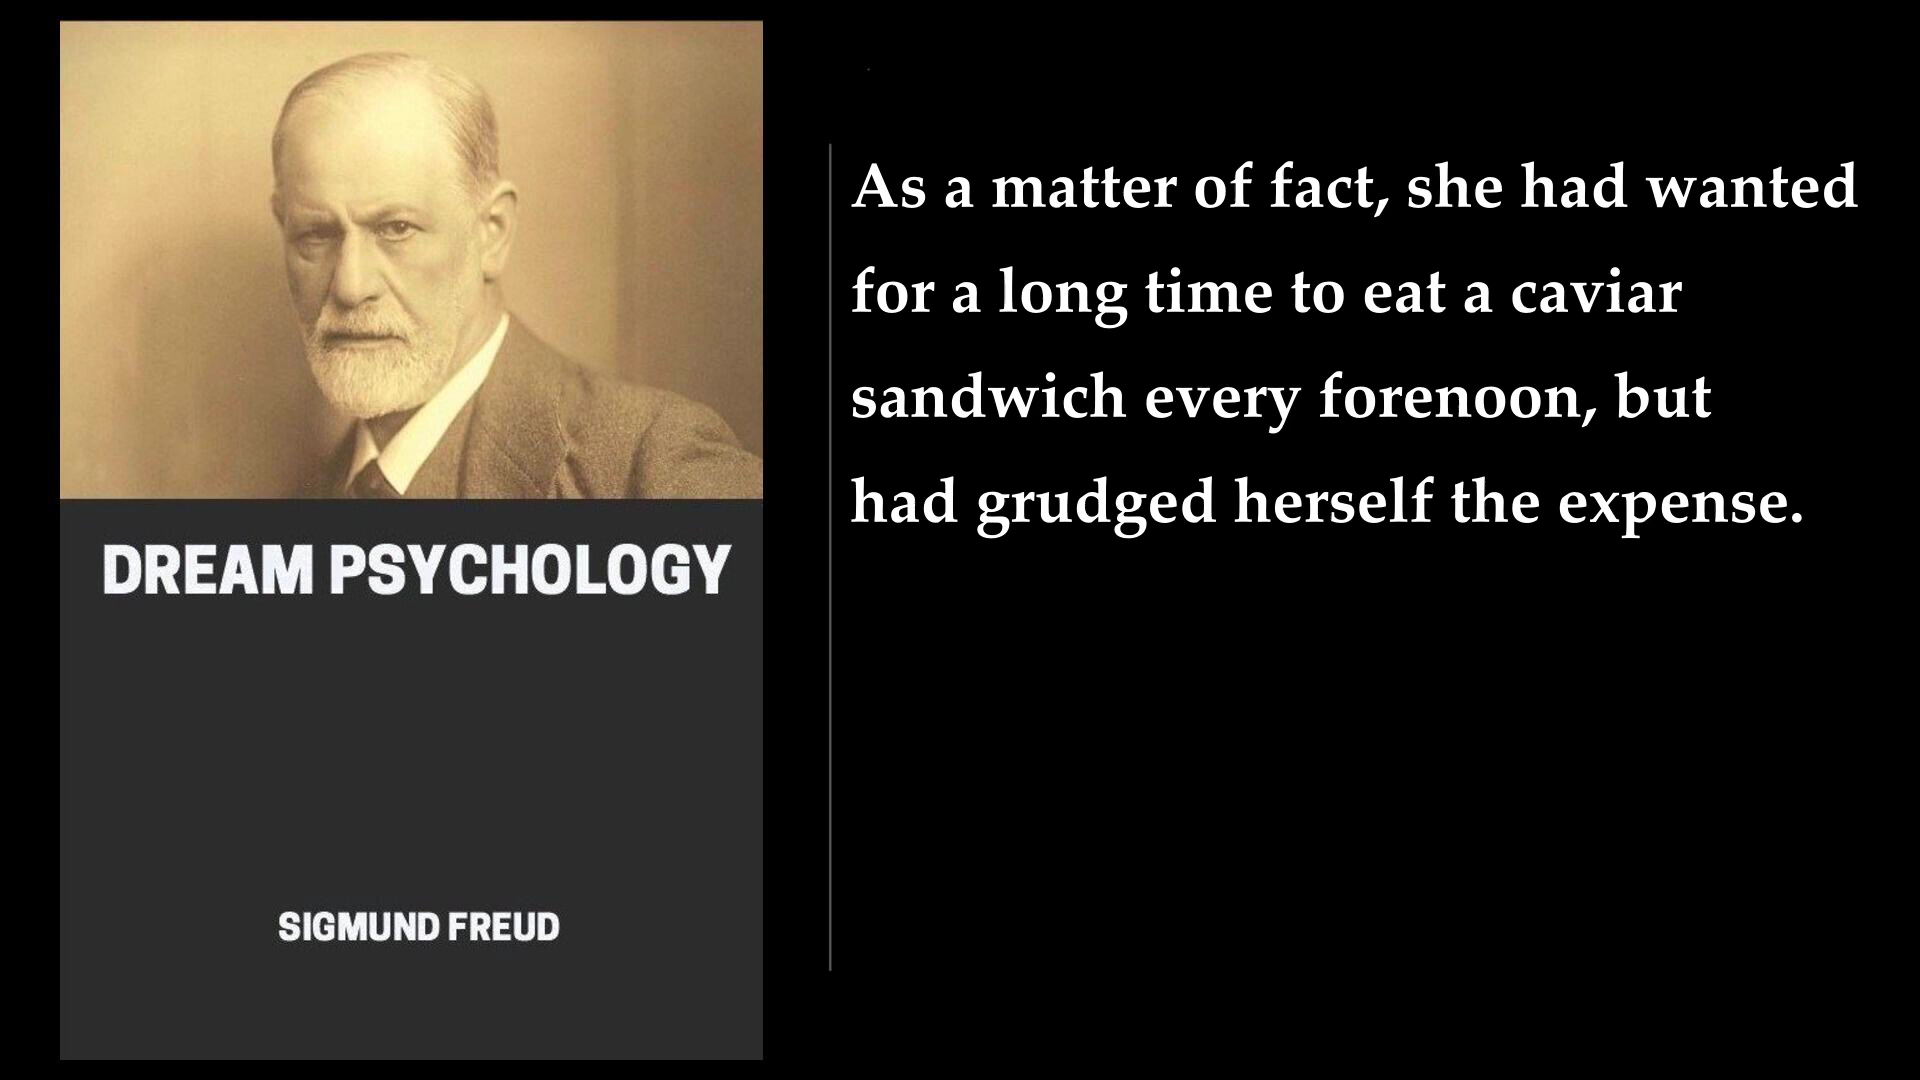 DREAM PSYCHOLOGY
SIGMUND FREUD
As a matter of fact, she had wanted
for a long time to eat a caviar
sandwich every forenoon, but
had grudged herself the expense.